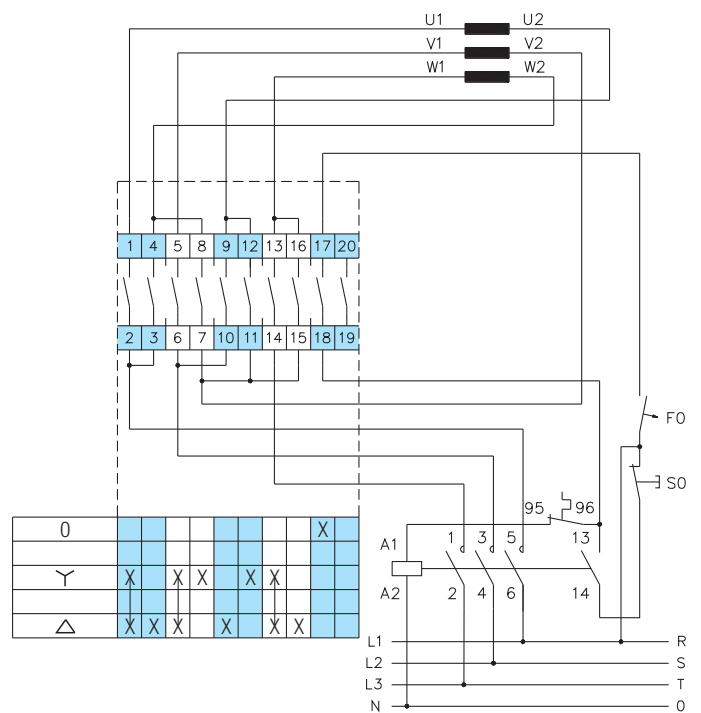 U1 U2
V1 V2
W1 W2
1 4 5 8 9 12 13 16 17 20
2 3 6 7 10 11 14 15 18 19
F0
S0
95 96
0 X
A1 1 3 5 13
X X X X X
A2 2 4 6 14
X X X X X X
L1 R
L2 S
L3 T
N 0